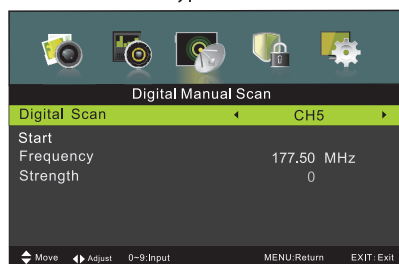 Digital Manual Scan
Digital Scan CH5
Start
Frequency 177.50 MHz
Strength 0
Move Adjust 0~9:Input MENU:Return EXIT:Exit